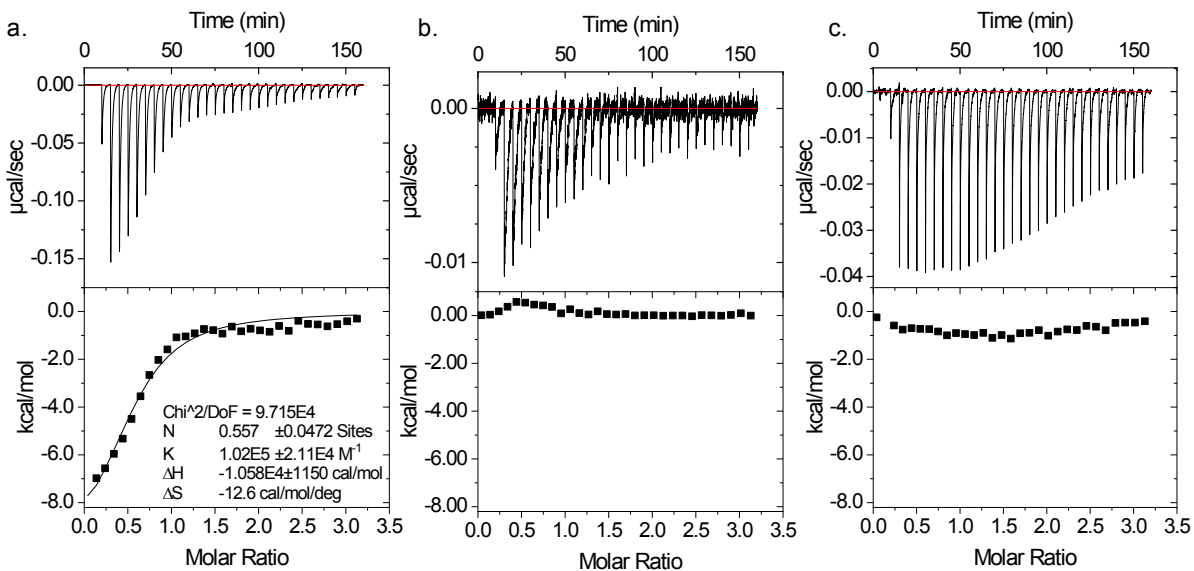 a.
Time (min)
0 50 100 150
0.00
-0.05
-0.10
-0.15
µcal/sec
0.0
-2.0
-4.0
-6.0
-8.0
kcal/mol
Chi^2/DoF = 9.715E4
N 0.557 ±0.0472 Sites
K 1.02E5 ±2.11E4 M⁻¹
ΔH -1.058E4±1150 cal/mol
ΔS -12.6 cal/mol/deg
0.0 0.5 1.0 1.5 2.0 2.5 3.0 3.5
Molar Ratio
b.
Time (min)
0 50 100 150
0.00
-0.01
µcal/sec
0.00
-2.00
-4.00
-6.00
-8.00
kcal/mol
0.0 0.5 1.0 1.5 2.0 2.5 3.0 3.5
Molar Ratio
c.
Time (min)
0 50 100 150
0.00
-0.01
-0.02
-0.03
-0.04
µcal/sec
0.0
-2.0
-4.0
-6.0
-8.0
kcal/mol
0.0 0.5 1.0 1.5 2.0 2.5 3.0 3.5
Molar Ratio